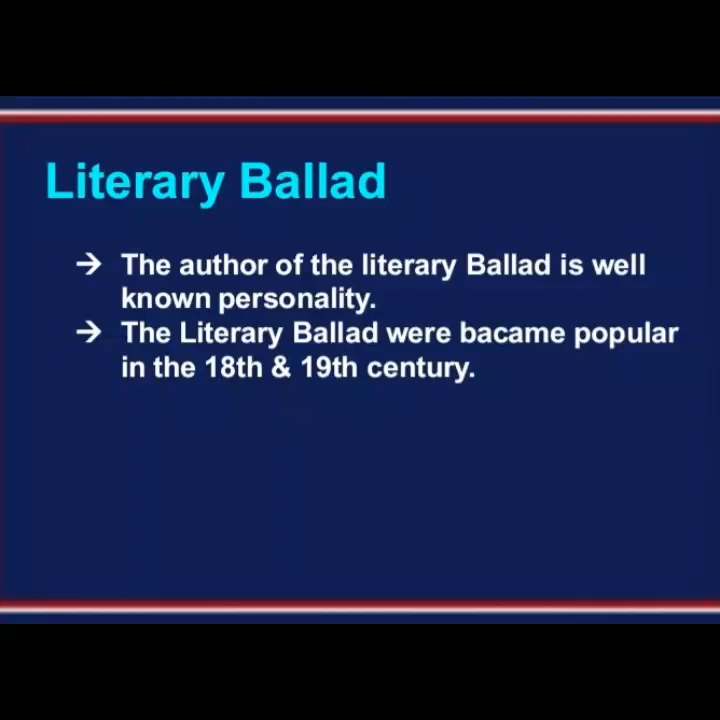 Literary Ballad
→ The author of the literary Ballad is well
known personality.
→ The Literary Ballad were bacame popular
in the 18th & 19th century.